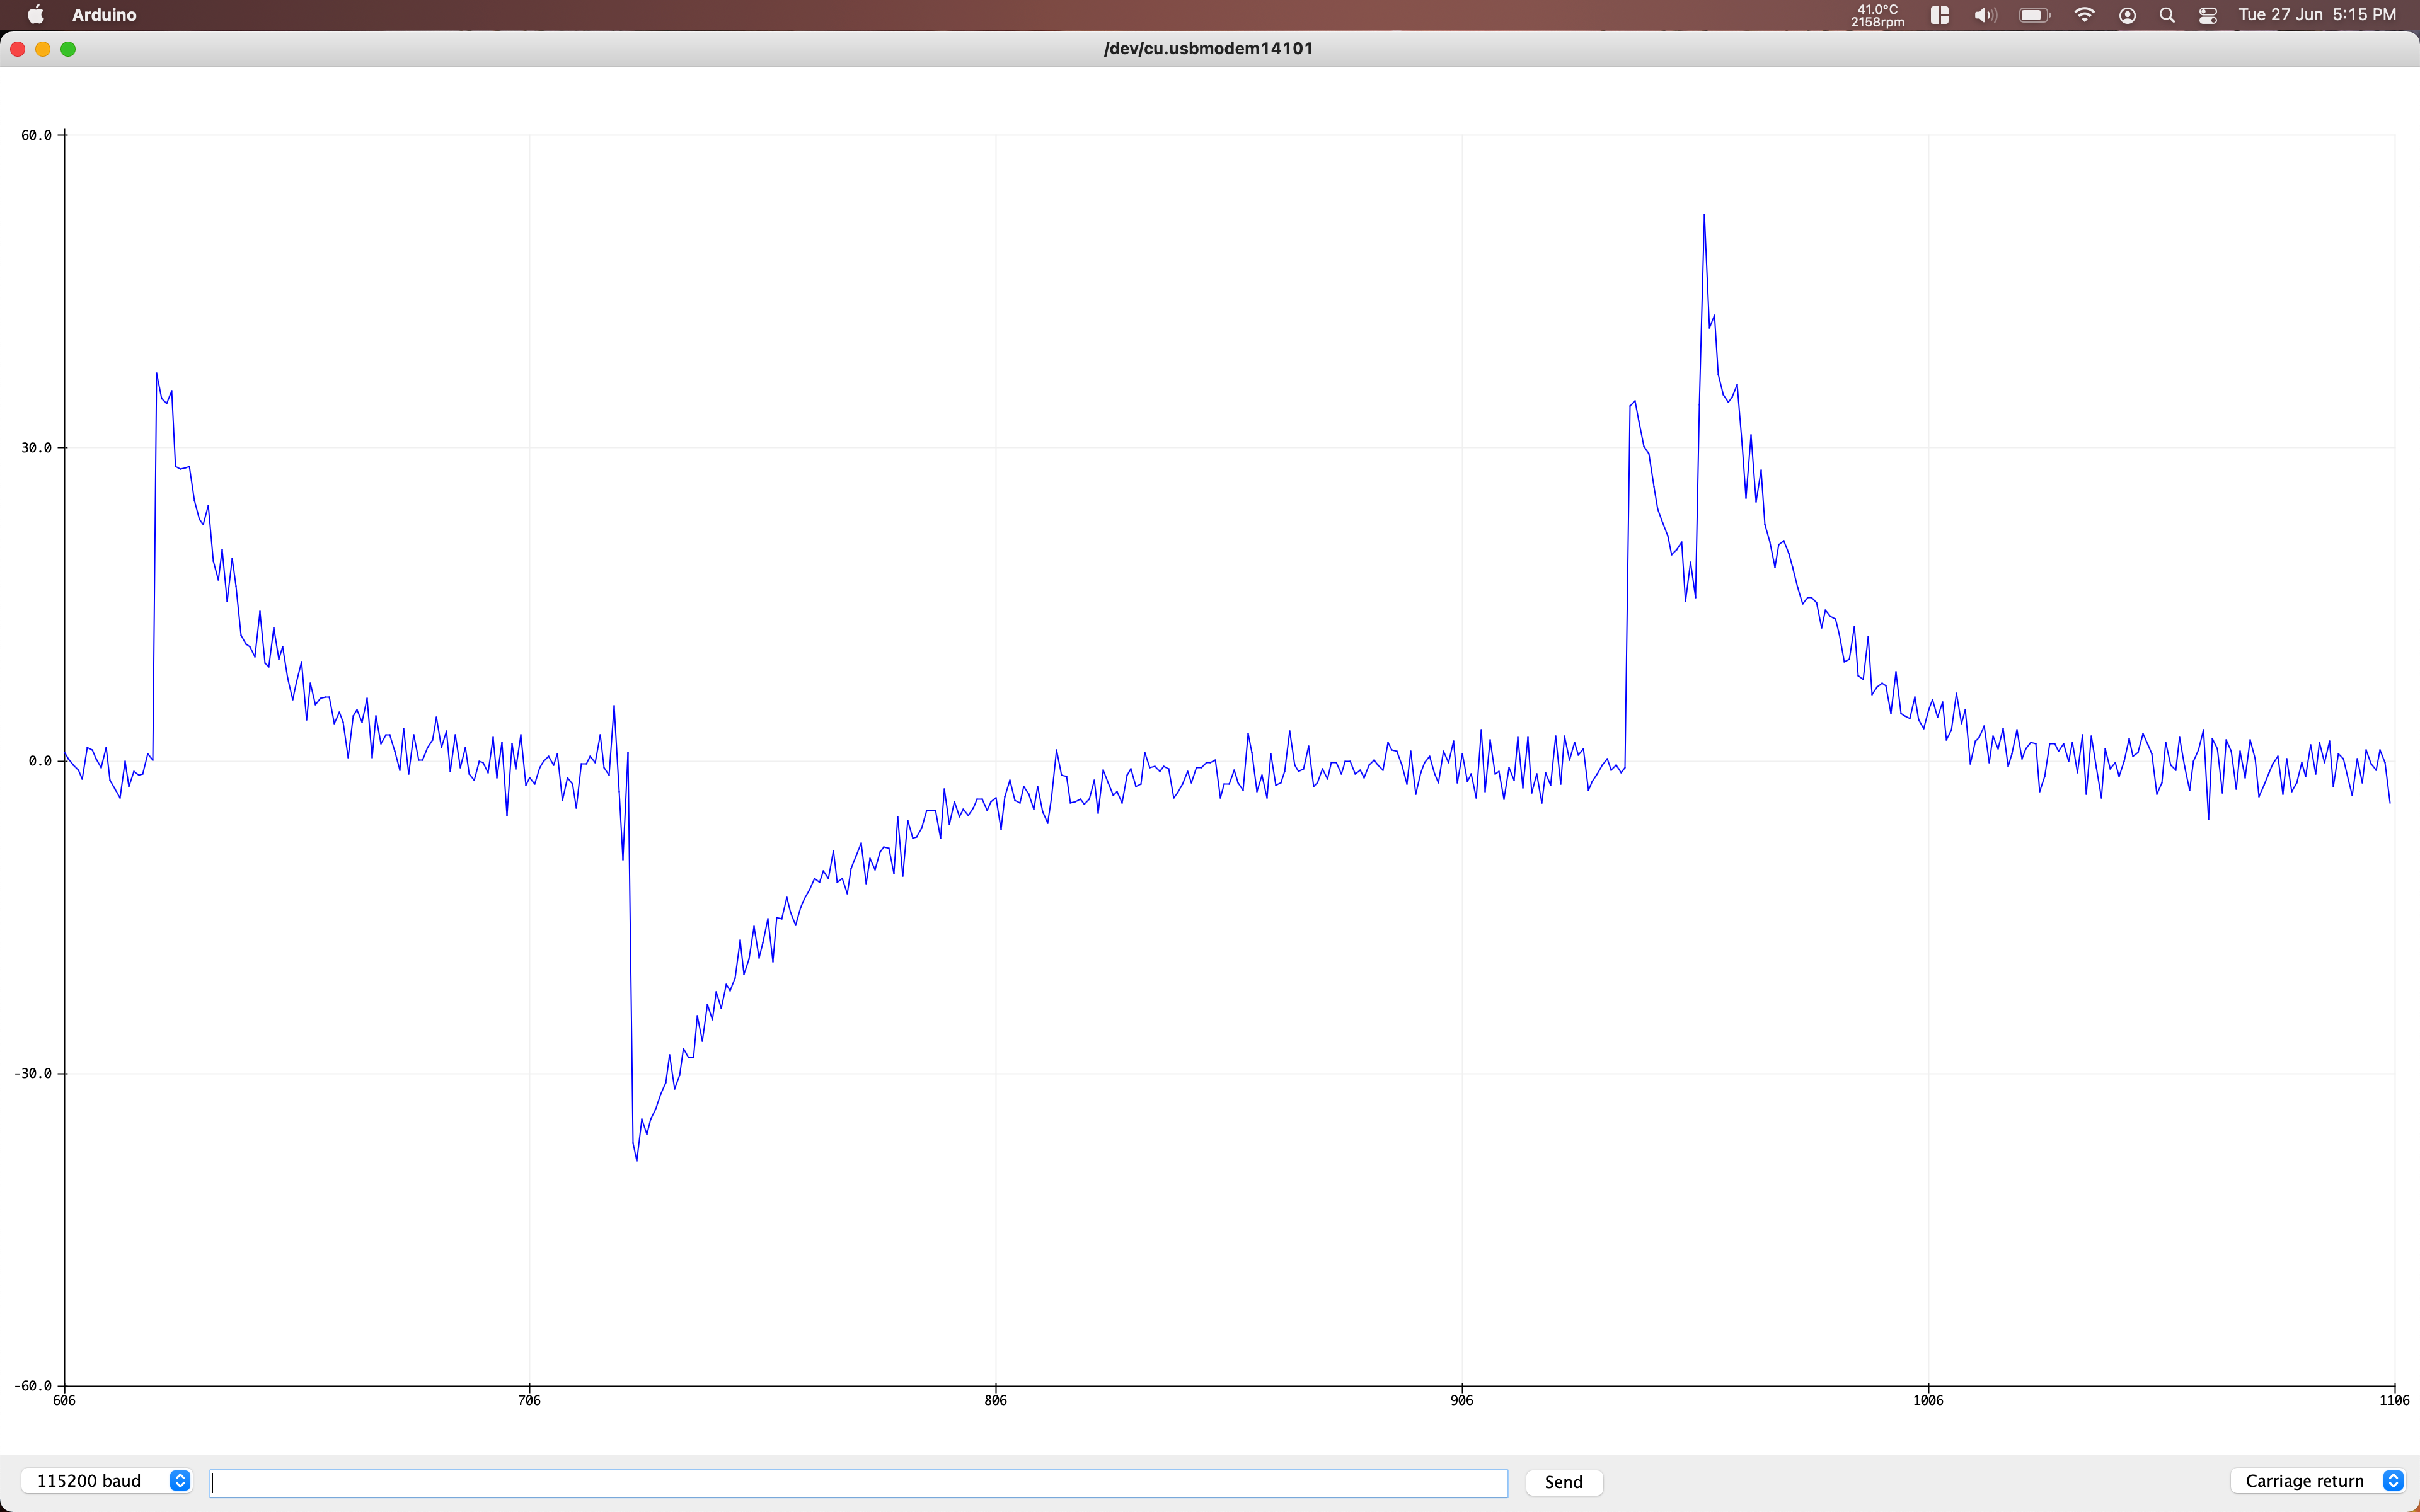 Arduino
41.0°C
2158rpm
Tue 27 Jun 5:15 PM
/dev/cu.usbmodem14101
60.0
30.0
0.0
-30.0
-60.0
606 706 806 906 1006 1106
115200 baud
Send
Carriage return